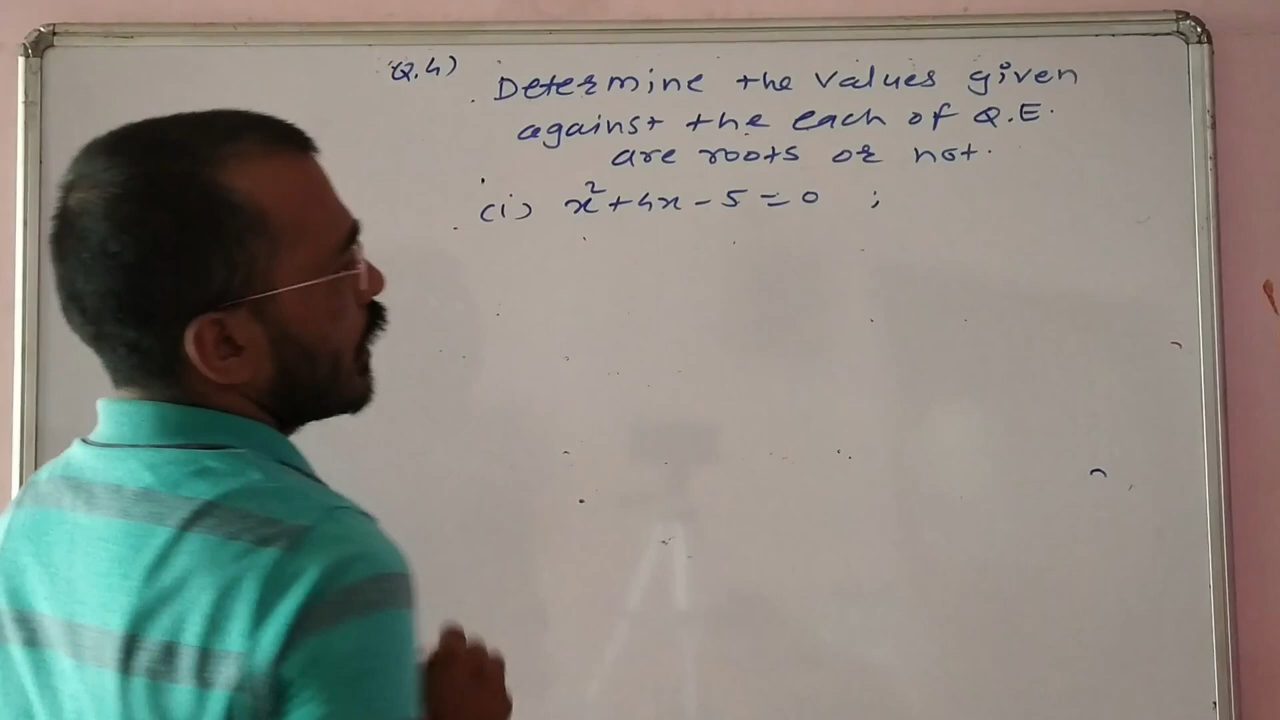 Q.4) Determine the values given
against the each of Q.E.
are roots or not.
(i) x²+4x-5=0 ;